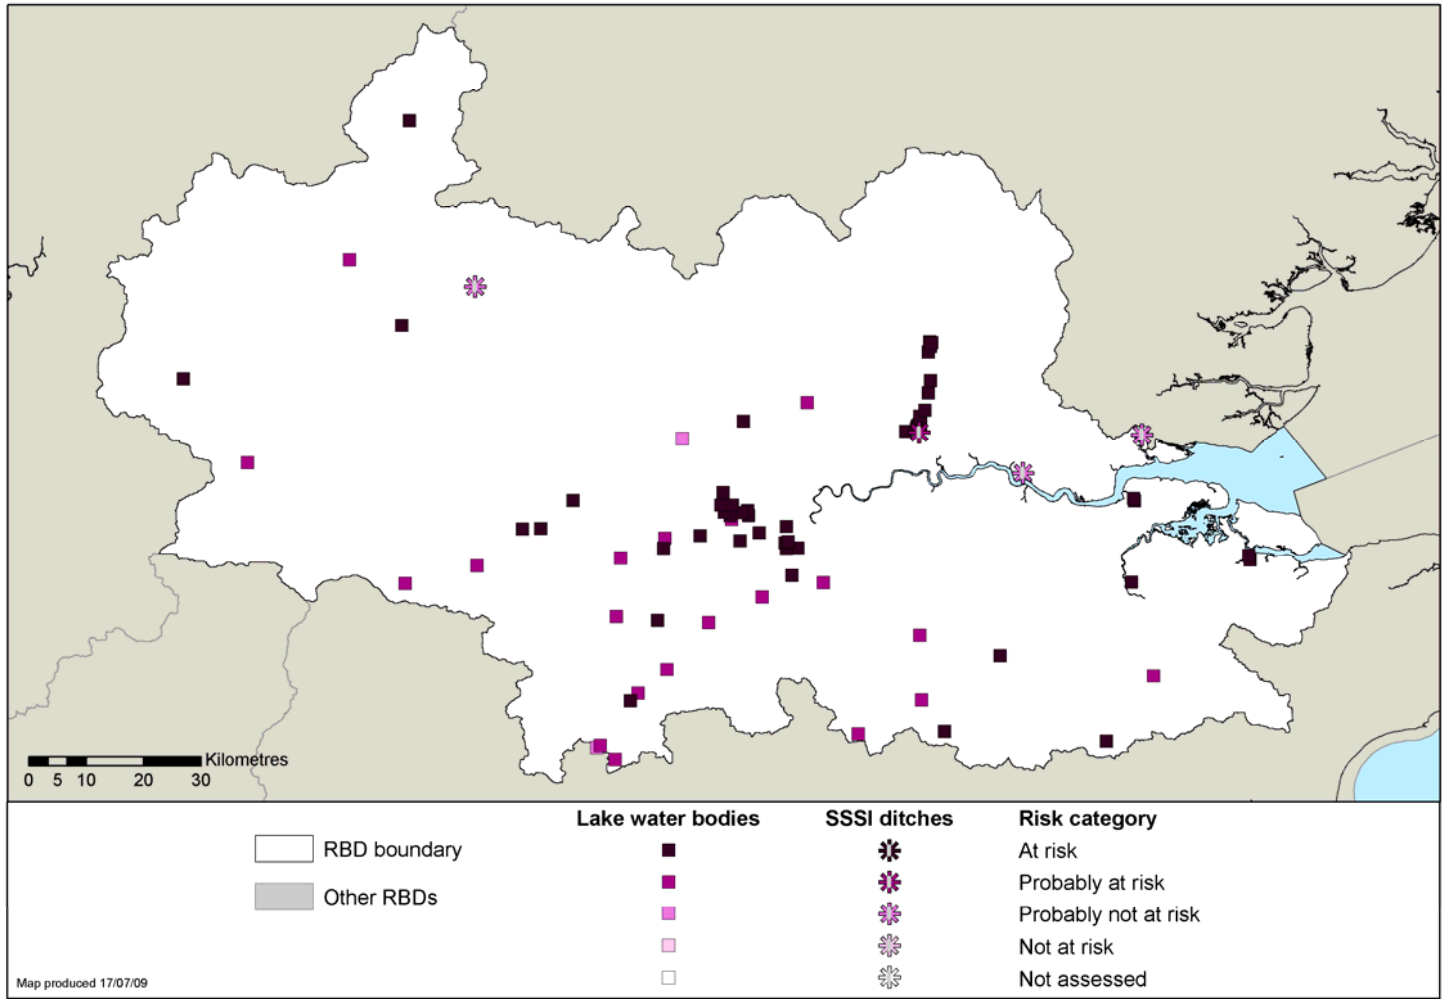 Kilometres
0 5 10 20 30
Lake water bodies SSSI ditches Risk category
RBD boundary At risk
Other RBDs Probably at risk
Probably not at risk
Not at risk
Not assessed
Map produced 17/07/09